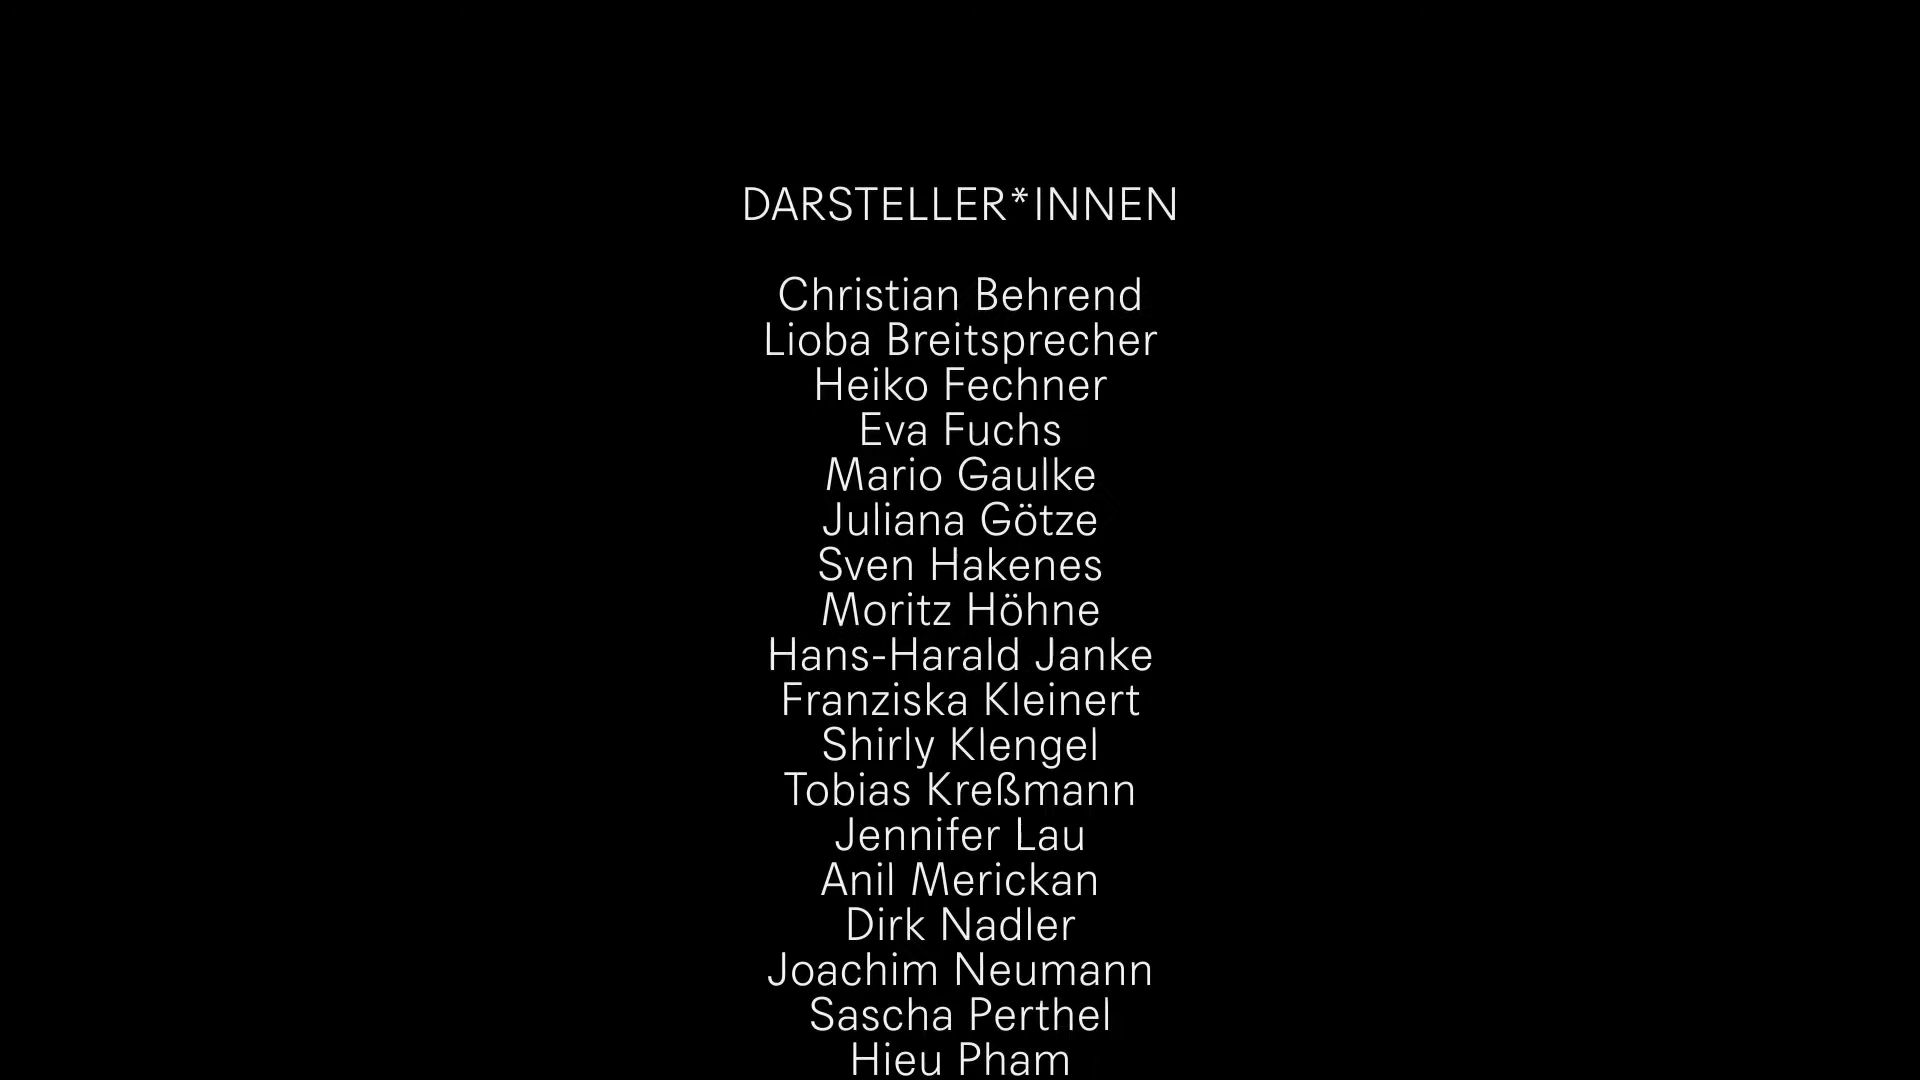 DARSTELLER*INNEN
Christian Behrend
Lioba Breitsprecher
Heiko Fechner
Eva Fuchs
Mario Gaulke
Juliana Götze
Sven Hakenes
Moritz Höhne
Hans-Harald Janke
Franziska Kleinert
Shirly Klengel
Tobias Kreßmann
Jennifer Lau
Anil Merickan
Dirk Nadler
Joachim Neumann
Sascha Perthel
Hieu Pham